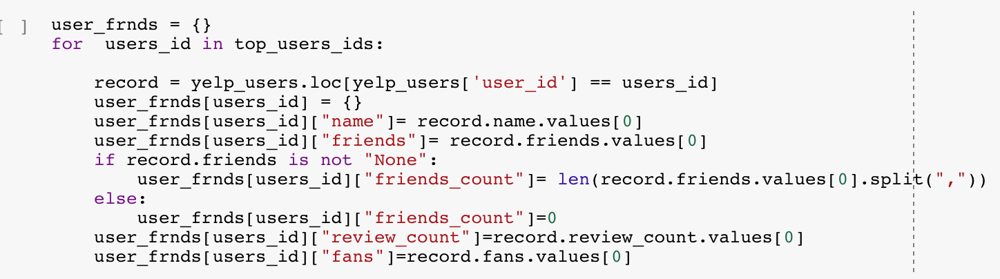 [ ] user_frnds = {}
for  users_id in top_users_ids:
record = yelp_users.loc[yelp_users['user_id'] == users_id]
user_frnds[users_id] = {}
user_frnds[users_id]["name"]= record.name.values[0]
user_frnds[users_id]["friends"]= record.friends.values[0]
if record.friends is not "None":
user_frnds[users_id]["friends_count"]= len(record.friends.values[0].split(","))
else:
user_frnds[users_id]["friends_count"]=0
user_frnds[users_id]["review_count"]=record.review_count.values[0]
user_frnds[users_id]["fans"]=record.fans.values[0]